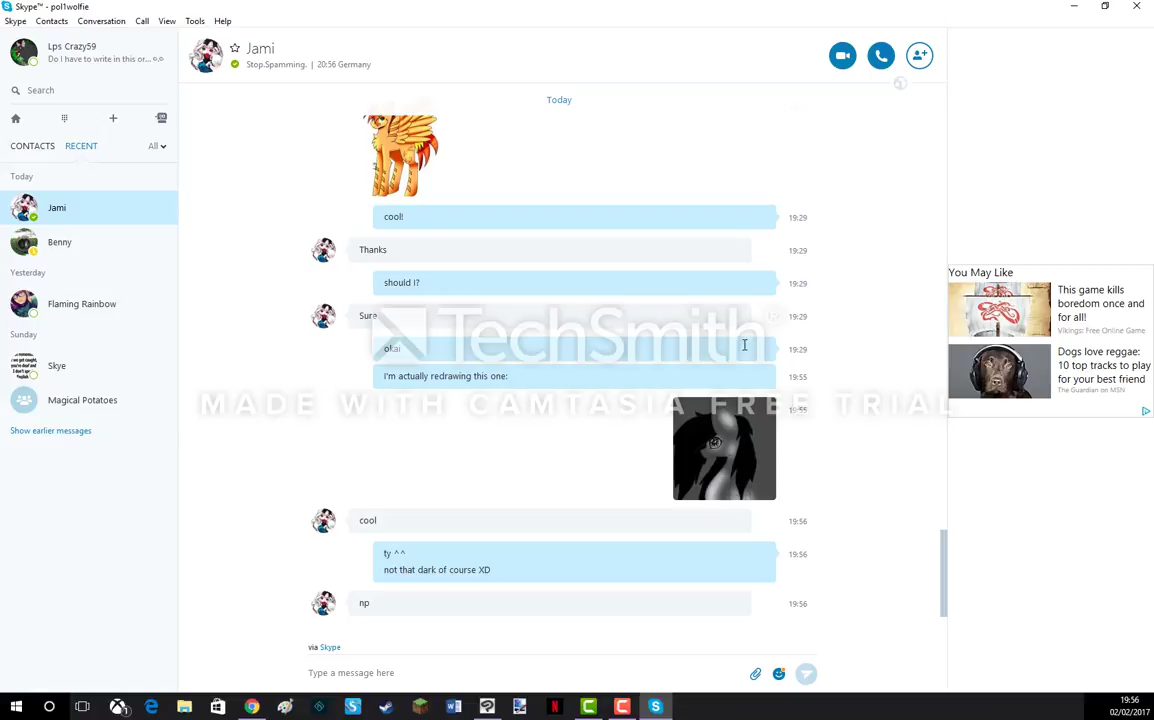 Skype™ - pol1wolfie
Skype Contacts Conversation Call View Tools Help
Lps Crazy59
Do I have to write in this or...
Search
CONTACTS RECENT All
Today
Jami
Benny
Yesterday
Flaming Rainbow
Sunday
Skye
Magical Potatoes
Show earlier messages
Jami
Stop.Spamming. | 20:56 Germany
Today
cool! 19:29
Thanks 19:29
should I? 19:29
Sure 19:29
okai 19:29
I'm actually redrawing this one: 19:55
19:55
cool 19:56
ty ^^ 19:56
not that dark of course XD
np 19:56
via Skype
Type a message here
TechSmith
MADE WITH CAMTASIA FREE TRIAL
You May Like
This game kills
boredom once and
for all!
Vikings: Free Online Game
Dogs love reggae:
10 top tracks to play
for your best friend
The Guardian on MSN
19:56
02/02/2017